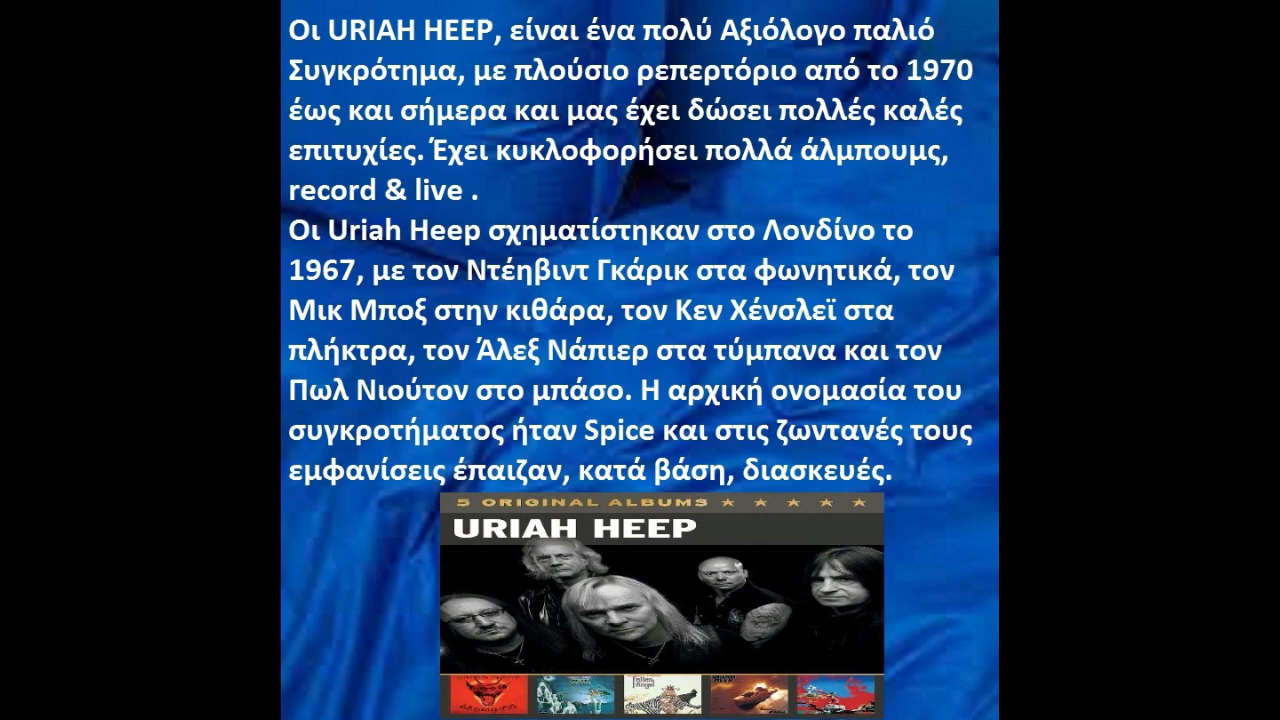 Οι URIAH HEEP, είναι ένα πολύ Αξιόλογο παλιό
Συγκρότημα, με πλούσιο ρεπερτόριο από το 1970
έως και σήμερα και μας έχει δώσει πολλές καλές
επιτυχίες. Έχει κυκλοφορήσει πολλά άλμπουμς,
record & live .
Οι Uriah Heep σχηματίστηκαν στο Λονδίνο το
1967, με τον Ντέηβιντ Γκάρικ στα φωνητικά, τον
Μικ Μποξ στην κιθάρα, τον Κεν Χένσλεϊ στα
πλήκτρα, τον Άλεξ Νάπιερ στα τύμπανα και τον
Πωλ Νιούτον στο μπάσο. Η αρχική ονομασία του
συγκροτήματος ήταν Spice και στις ζωντανές τους
εμφανίσεις έπαιζαν, κατά βάση, διασκευές.
5 ORIGINAL ALBUMS
URIAH HEEP